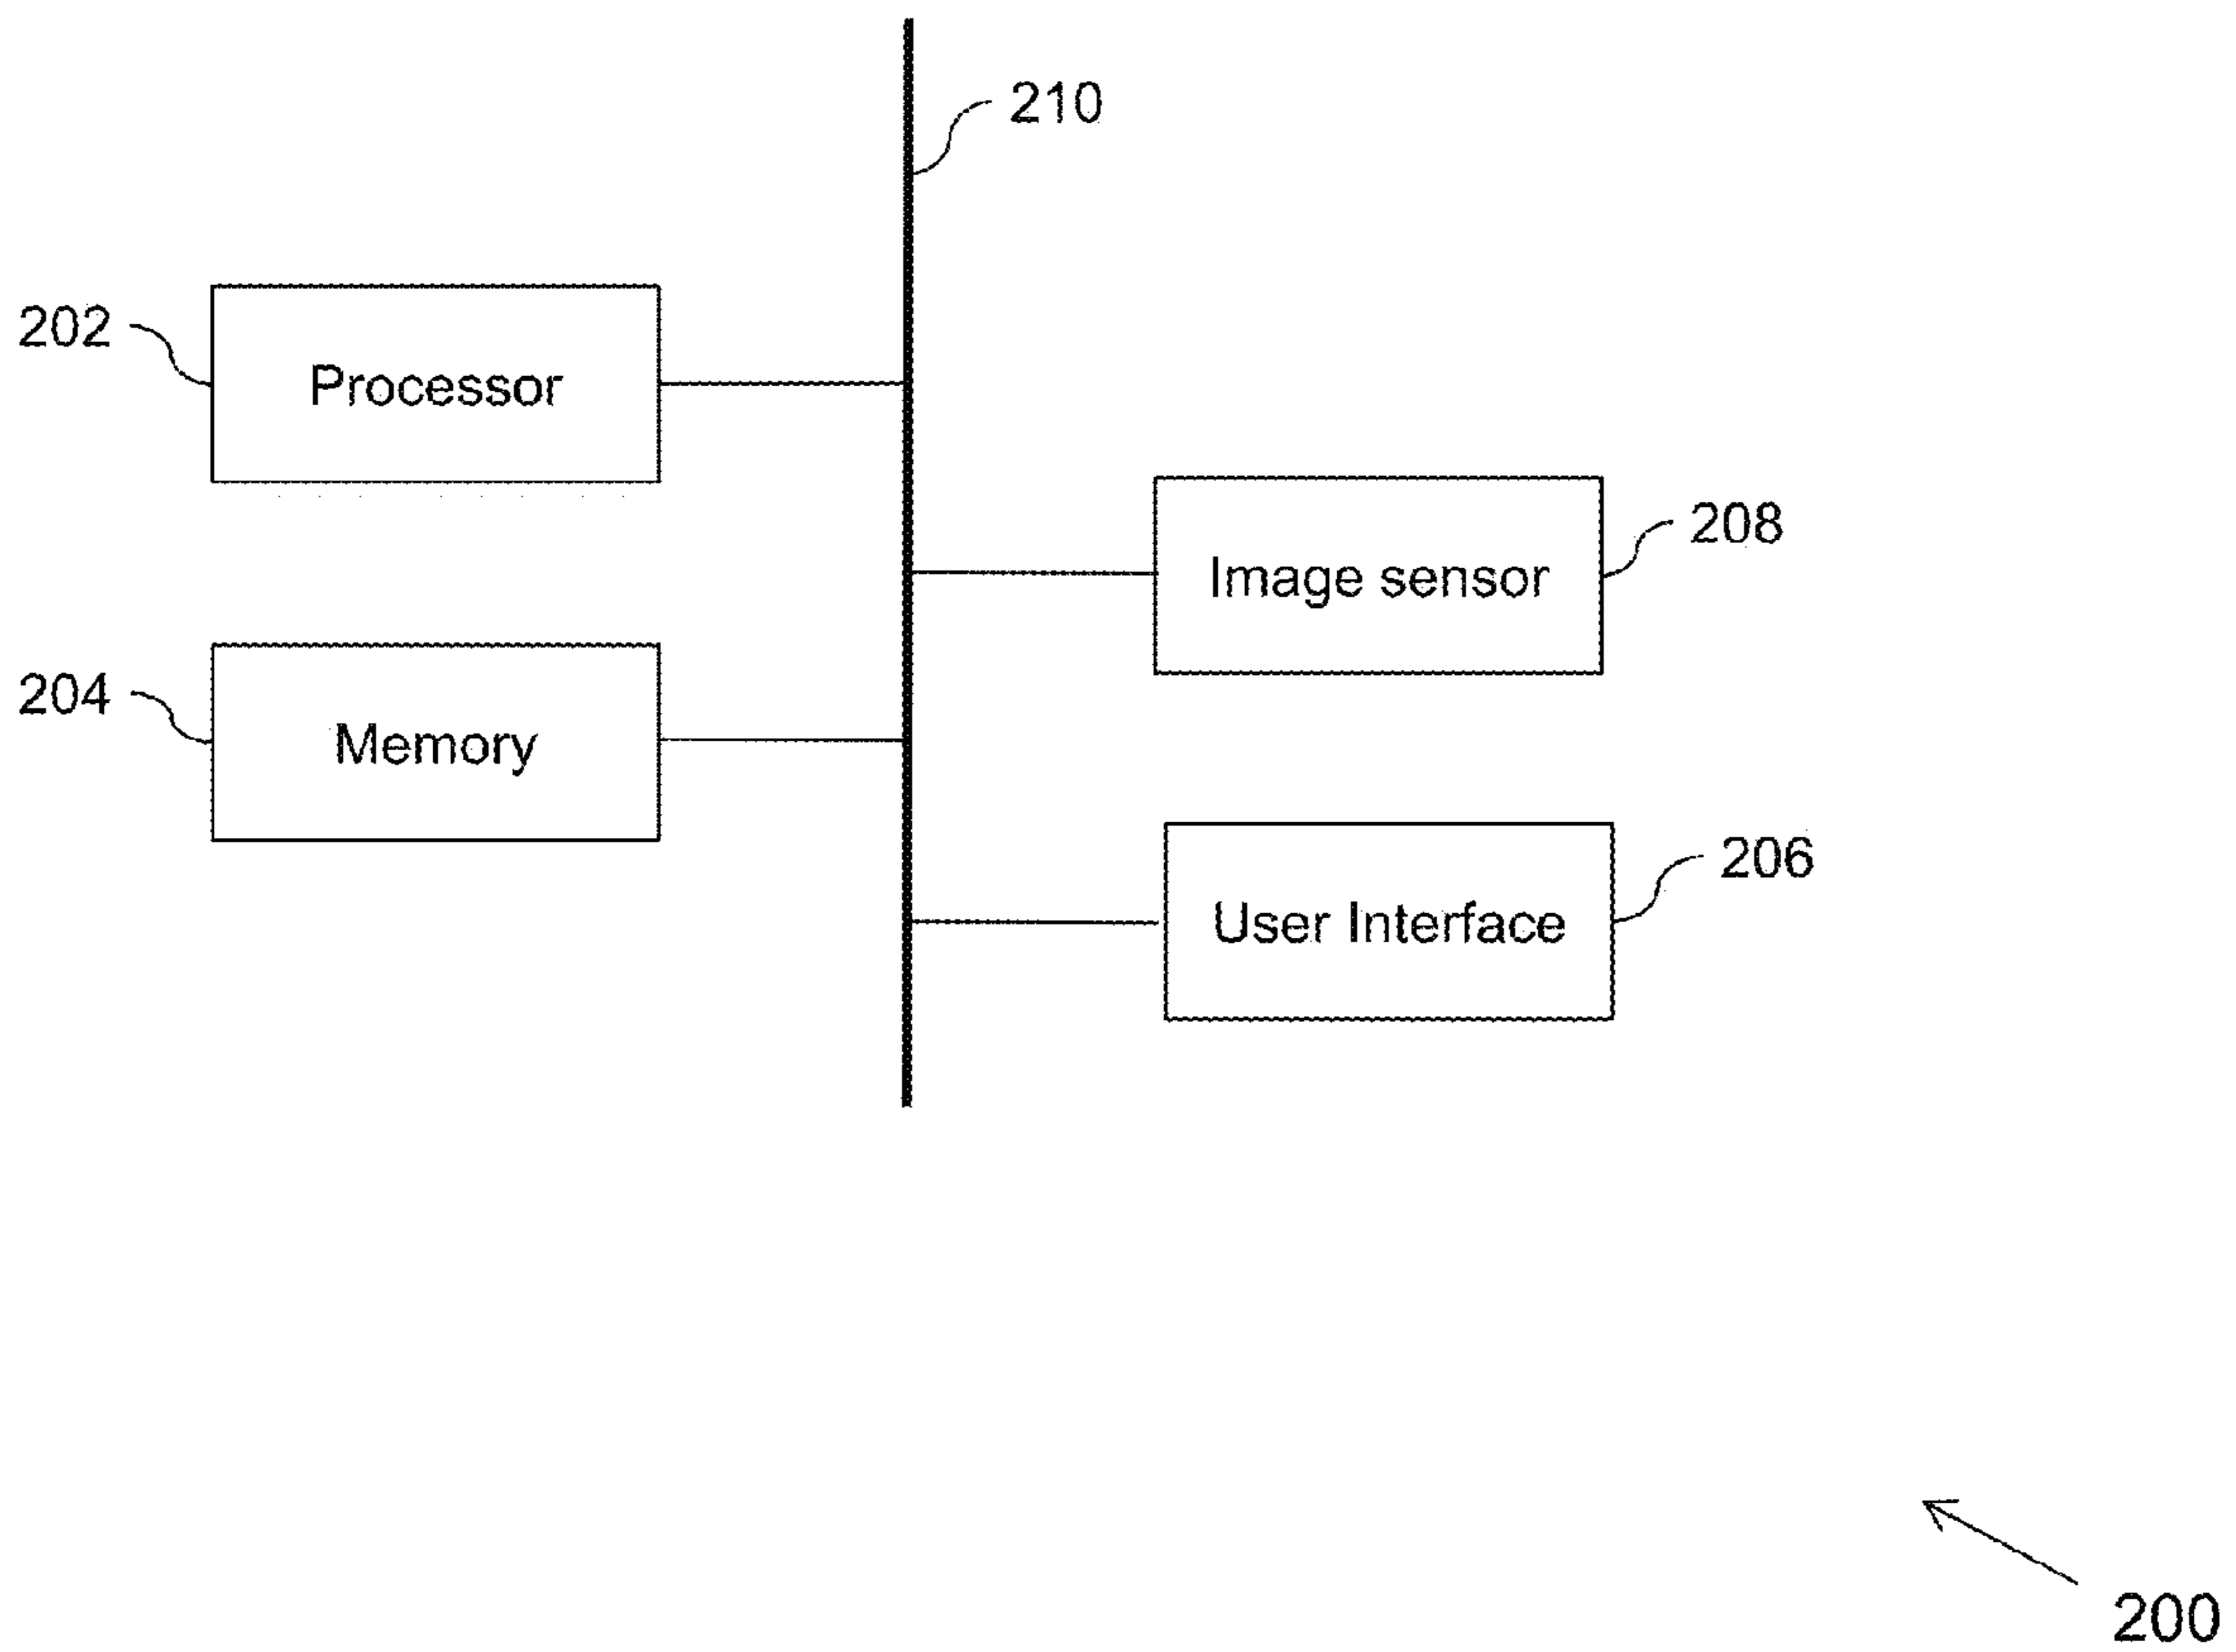 210
202
Processor
208
Image sensor
204
Memory
206
User Interface
200